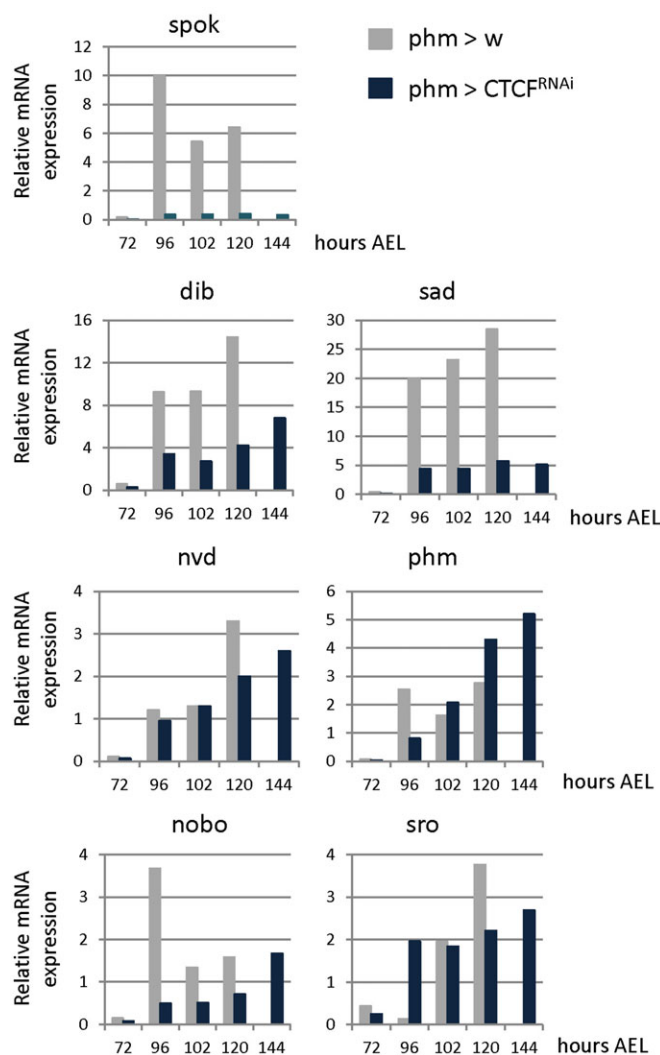 spok
phm > w
phm > CTCFRNAi
Relative mRNA
expression
12
10
8
6
4
2
0
72 96 102 120 144 hours AEL
dib
sad
Relative mRNA
expression
16
12
8
4
0
72 96 102 120 144
30
25
20
15
10
5
0
72 96 102 120 144 hours AEL
nvd
phm
Relative mRNA
expression
4
3
2
1
0
72 96 102 120 144
6
5
4
3
2
1
0
72 96 102 120 144 hours AEL
nobo
sro
Relative mRNA
expression
4
3
2
1
0
72 96 102 120 144
4
3
2
1
0
72 96 102 120 144 hours AEL